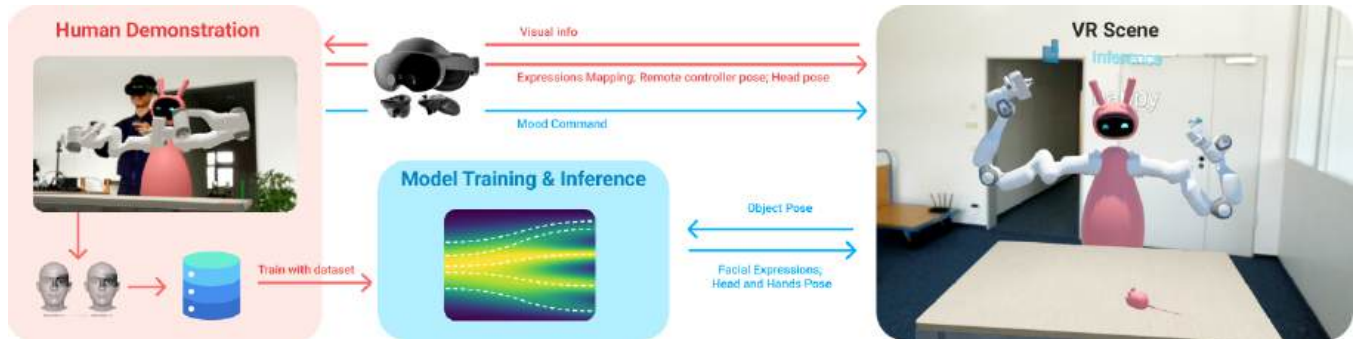 Human Demonstration
Visual info
Expressions Mapping; Remote controller pose; Head pose
Mood Command
VR Scene
Inference
Model Training & Inference
Train with dataset
Object Pose
Facial Expressions;
Head and Hands Pose